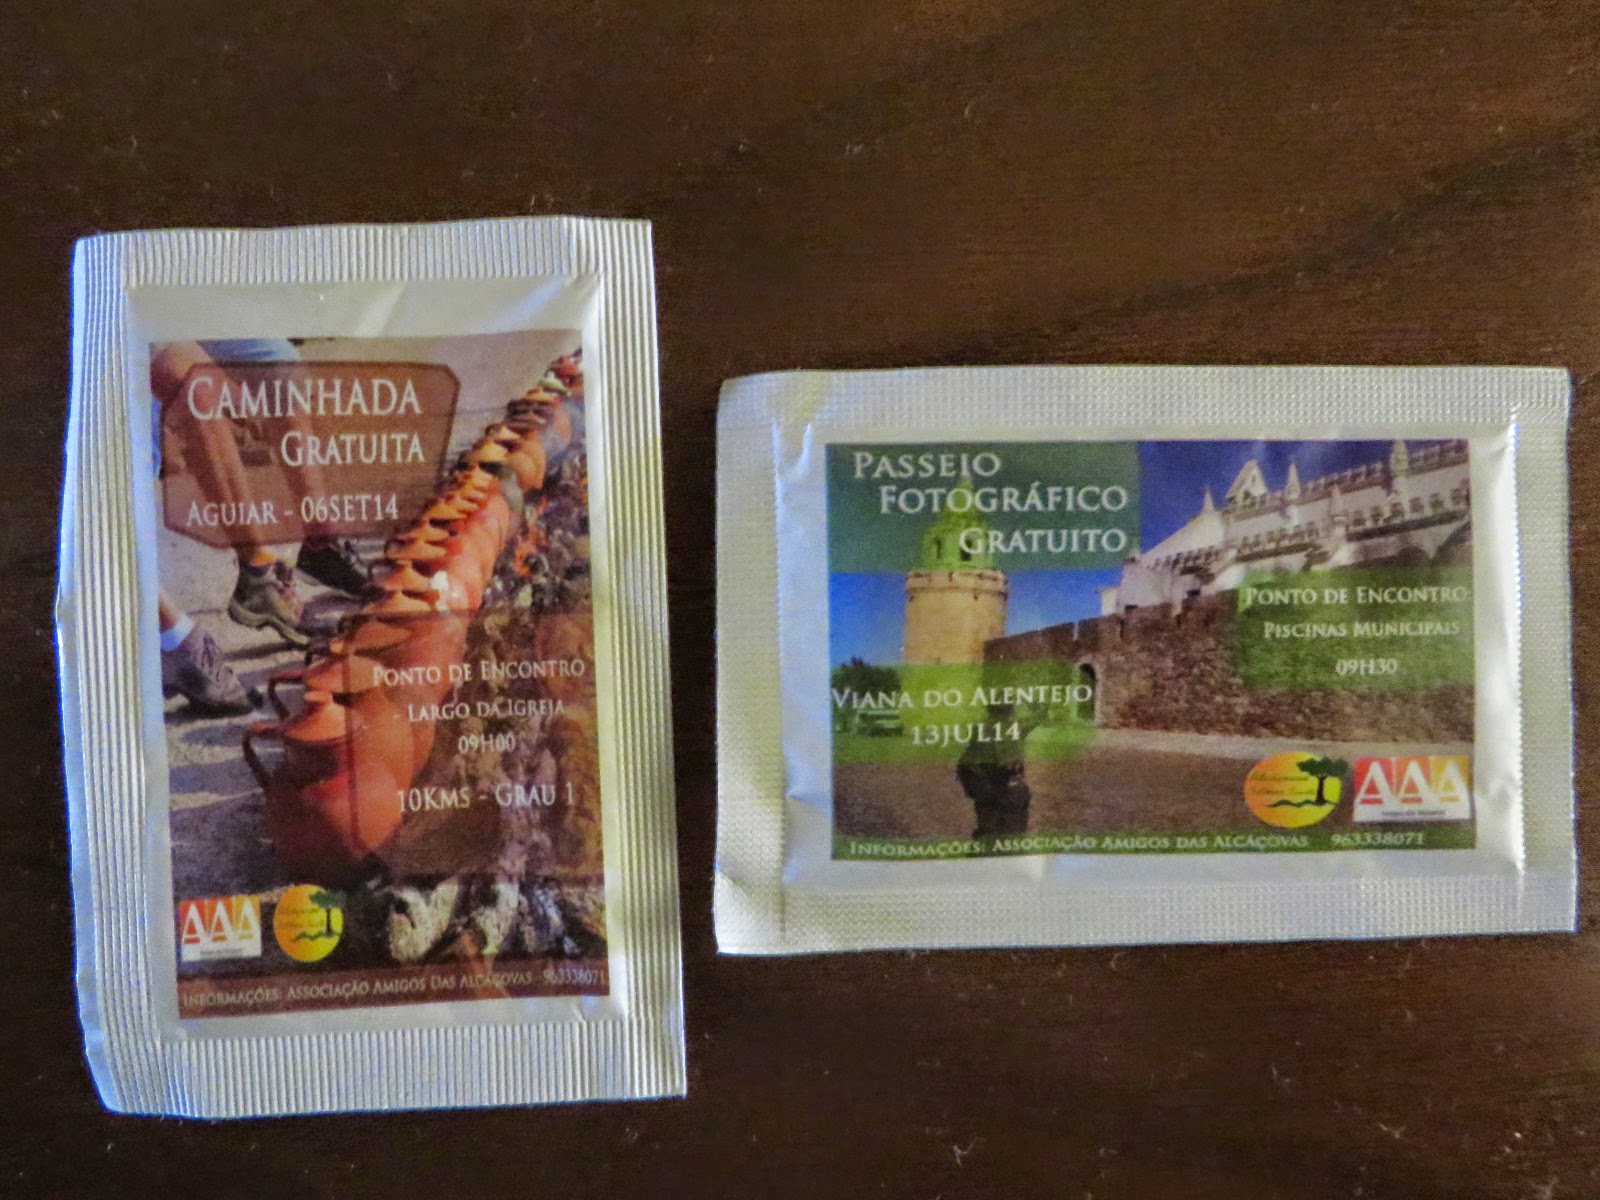 CAMINHADA
GRATUITA
AGUIAR - 06SET14
PONTO DE ENCONTRO
- LARGO DA IGREJA
09H00
10KMS - GRAU 1
AAA
INFORMAÇÕES: ASSOCIAÇÃO AMIGOS DAS ALCÁÇOVAS 963338071
PASSEIO
FOTOGRÁFICO
GRATUITO
PONTO DE ENCONTRO:
PISCINAS MUNICIPAIS
09H30
VIANA DO ALENTEJO
13JUL14
AAA
INFORMAÇÕES: ASSOCIAÇÃO AMIGOS DAS ALCÁÇOVAS 963338071